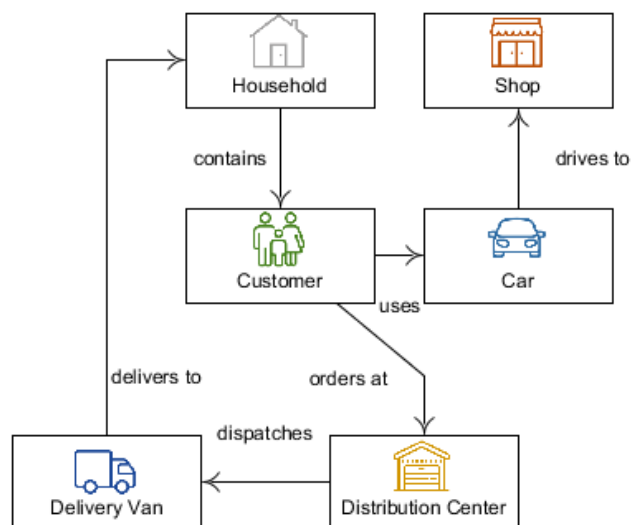 Household
Shop
contains
drives to
Customer
Car
uses
delivers to
orders at
dispatches
Delivery Van
Distribution Center